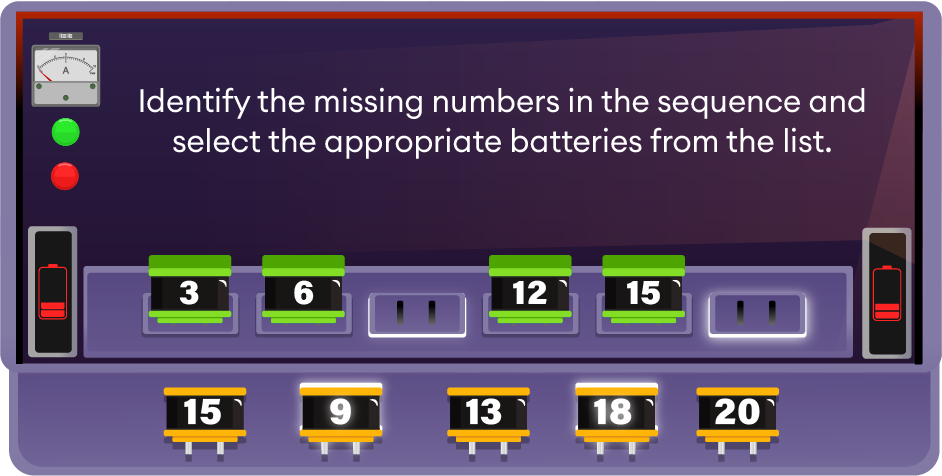 A
Identify the missing numbers in the sequence and
select the appropriate batteries from the list.
3 6 12 15
15 9 13 18 20